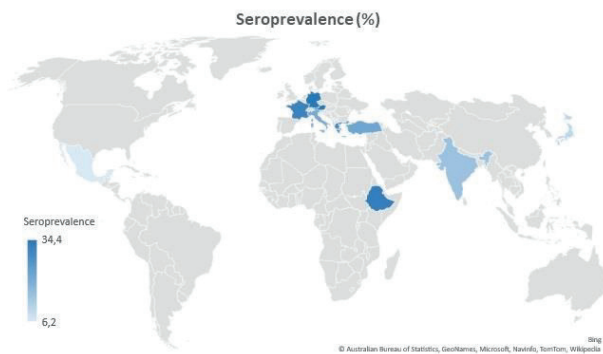 Seroprevalence (%)
Seroprevalence
34,4
6,2
Bing
© Australian Bureau of Statistics, GeoNames, Microsoft, Navinfo, TomTom, Wikipedia